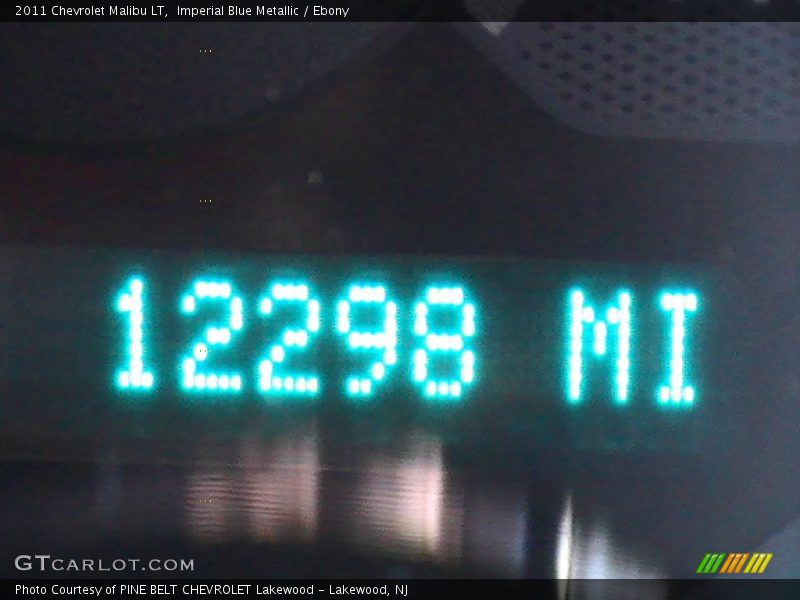 2011 Chevrolet Malibu LT,  Imperial Blue Metallic / Ebony
12298 MI
GTCARLOT.COM
Photo Courtesy of PINE BELT CHEVROLET Lakewood - Lakewood, NJ